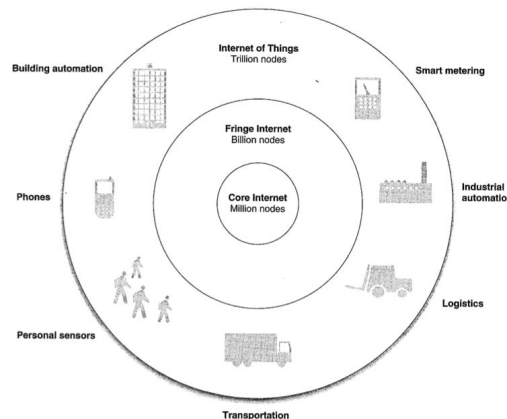 Internet of Things
Trillion nodes
Building automation
Smart metering
Fringe Internet
Billion nodes
Phones
Core Internet
Million nodes
Industrial
automatio
Logistics
Personal sensors
Transportation